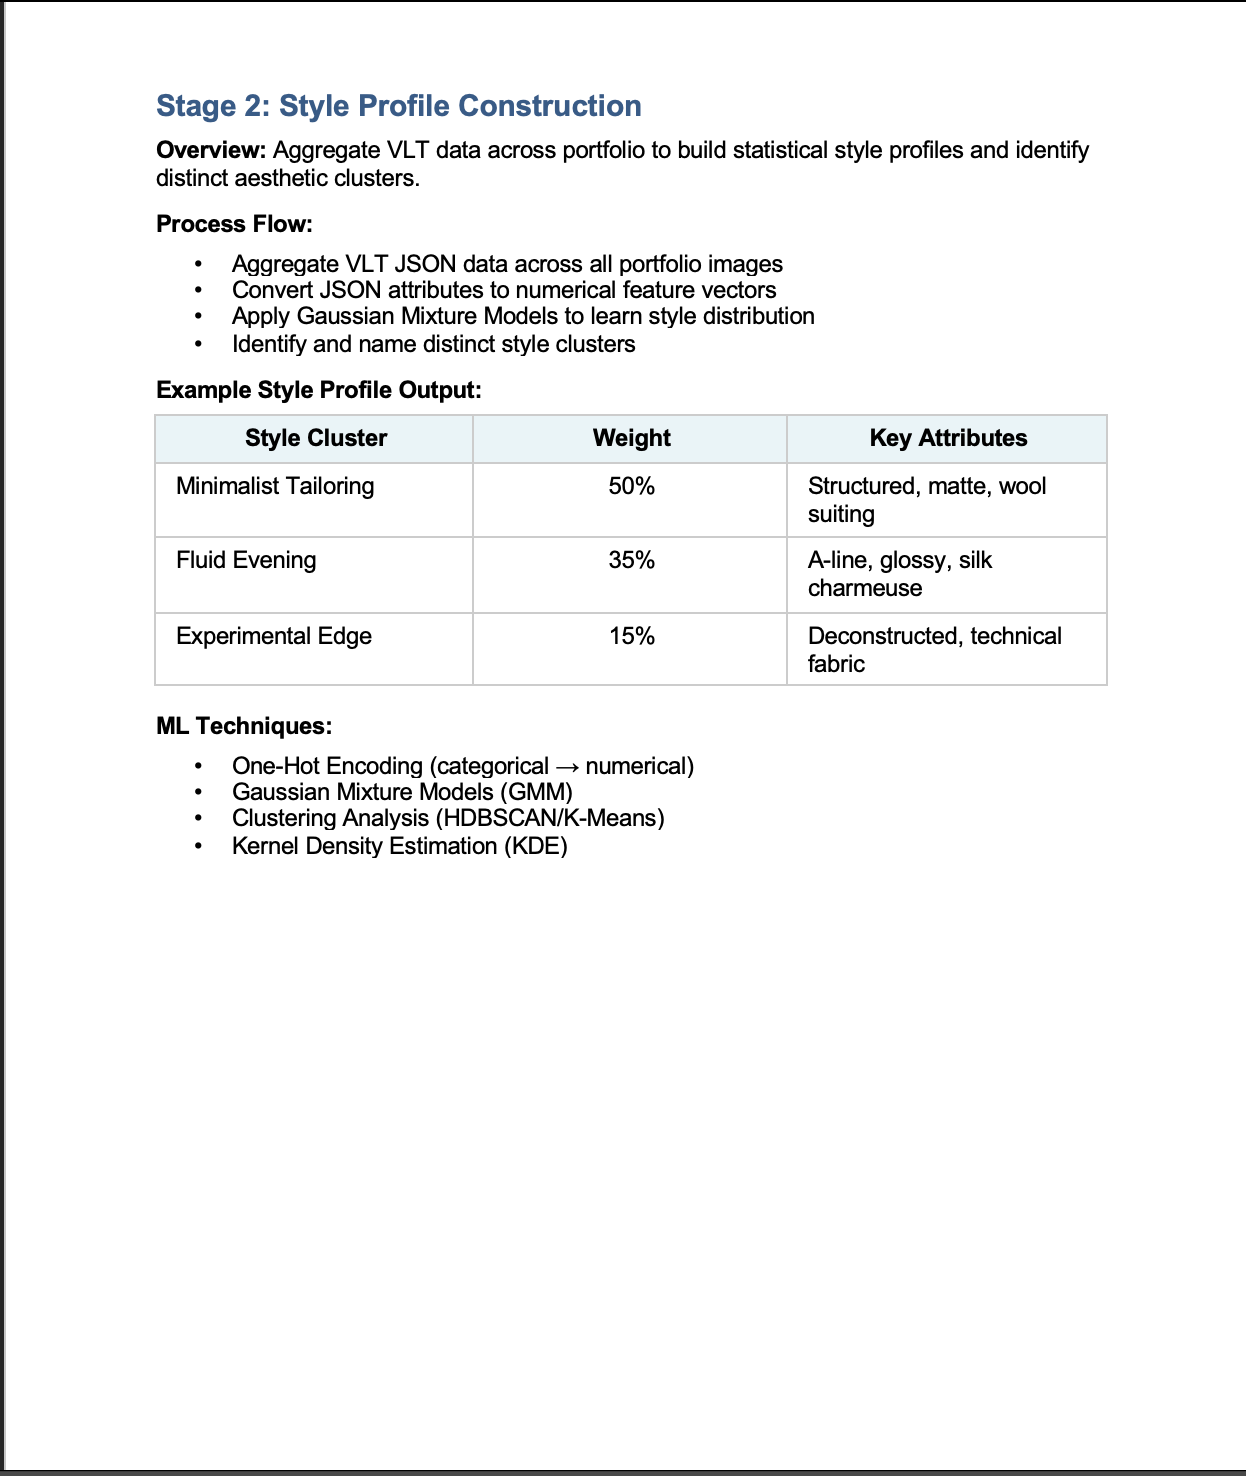 Stage 2: Style Profile Construction
Overview: Aggregate VLT data across portfolio to build statistical style profiles and identify
distinct aesthetic clusters.
Process Flow:
• Aggregate VLT JSON data across all portfolio images
• Convert JSON attributes to numerical feature vectors
• Apply Gaussian Mixture Models to learn style distribution
• Identify and name distinct style clusters
Example Style Profile Output:
Style Cluster Weight Key Attributes
Minimalist Tailoring 50% Structured, matte, wool
suiting
Fluid Evening 35% A-line, glossy, silk
charmeuse
Experimental Edge 15% Deconstructed, technical
fabric
ML Techniques:
• One-Hot Encoding (categorical → numerical)
• Gaussian Mixture Models (GMM)
• Clustering Analysis (HDBSCAN/K-Means)
• Kernel Density Estimation (KDE)